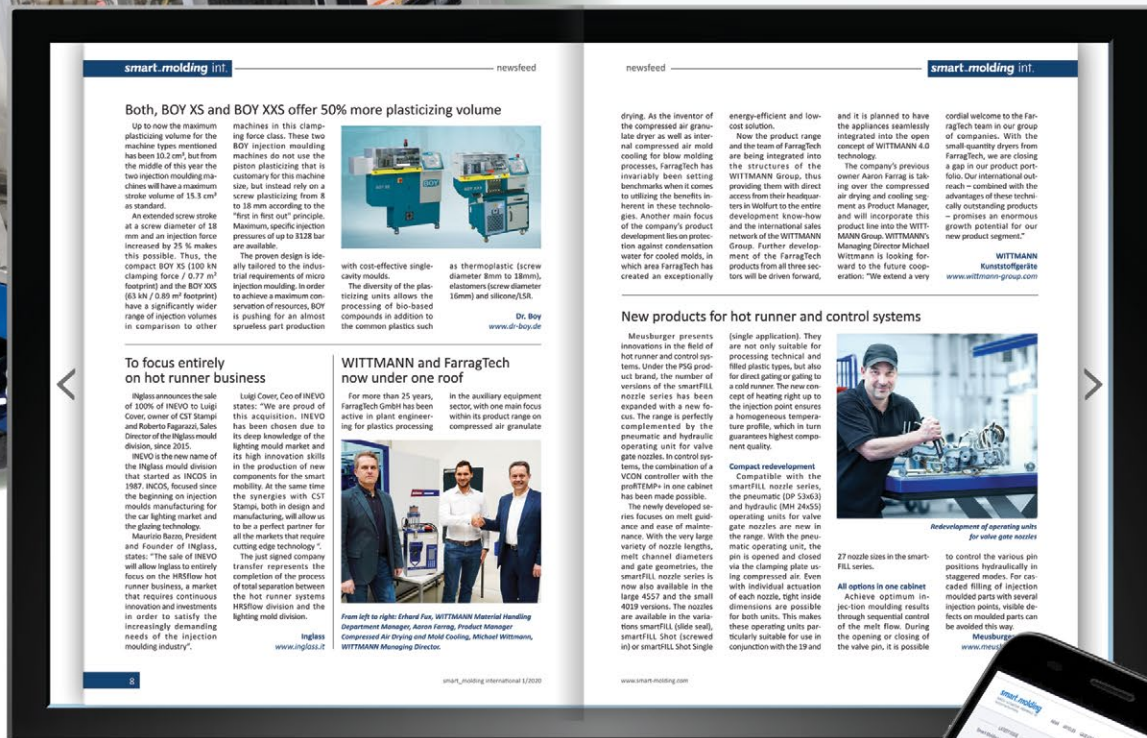 smart_molding int.
newsfeed
Both, BOY XS and BOY XXS offer 50% more plasticizing volume
Up to now the maximum
plasticizing volume for the
machine types mentioned
has been 10.2 cm³, but from
the middle of this year the
two injection moulding ma-
chines will have a maximum
stroke volume of 15.3 cm³
as standard.
An extended screw stroke
at a screw diameter of 18
mm and an injection force
increased by 25 % makes
this possible. Thus, the
compact BOY XS (100 kN
clamping force / 0.77 m²
footprint) and the BOY XXS
(63 kN / 0.89 m² footprint)
have a significantly wider
range of injection volumes
in comparison to other
machines in this clamp-
ing force class. These two
BOY injection moulding
machines do not use the
piston plasticizing that is
customary for this machine
size, but instead rely on a
screw plasticizing from 8
to 18 mm according to the
"first in first out" principle.
Maximum, specific injection
pressures of up to 3128 bar
are available.
The proven design is ide-
ally tailored to the indus-
trial requirements of micro
injection moulding. In order
to achieve a maximum con-
servation of resources, BOY
is pushing for an almost
sprueless part production
BOY
with cost-effective single-
cavity moulds.
The diversity of the plas-
ticizing units allows the
processing of bio-based
compounds in addition to
the common plastics such
as thermoplastic (screw
diameter 8mm to 18mm),
elastomers (screw diameter
16mm) and silicone/LSR.
Dr. Boy
www.dr-boy.de
To focus entirely
on hot runner business
INglass announces the sale
of 100% of INEVO to Luigi
Cover, owner of CST Stampi
and Roberto Fagarazzi, Sales
Director of the INglass mould
division, since 2015.
INEVO is the new name of
the INglass mould division
that started as INCOS in
1987. INCOS, focused since
the beginning on injection
moulds manufacturing for
the car lighting market and
the glazing technology.
Maurizio Bazzo, President
and Founder of INglass,
states: "The sale of INEVO
will allow Inglass to entirely
focus on the HRSflow hot
runner business, a market
that requires continuous
innovation and investments
in order to satisfy the
increasingly demanding
needs of the injection
moulding industry".
Luigi Cover, Ceo of INEVO
states: "We are proud of
this acquisition. INEVO
has been chosen due to
its deep knowledge of the
lighting mould market and
its high innovation skills
in the production of new
components for the smart
mobility. At the same time
the synergies with CST
Stampi, both in design and
manufacturing, will allow us
to be a perfect partner for
all the markets that require
cutting edge technology ".
The just signed company
transfer represents the
completion of the process
of total separation between
the hot runner systems
HRSflow division and the
lighting mold division.
Inglass
www.inglass.it
WITTMANN and FarragTech
now under one roof
For more than 25 years,
FarragTech GmbH has been
active in plant engineer-
ing for plastics processing
in the auxiliary equipment
sector, with one main focus
within its product range on
compressed air granulate
From left to right: Erhard Fux, WITTMANN Material Handling
Department Manager, Aaron Farrag, Product Manager
Compressed Air Drying and Mold Cooling, Michael Wittmann,
WITTMANN Managing Director.
8
smart_molding international 1/2020
newsfeed
smart_molding int.
drying. As the inventor of
the compressed air granu-
late dryer as well as inter-
nal compressed air mold
cooling for blow molding
processes, FarragTech has
invariably been setting
benchmarks when it comes
to utilizing the benefits in-
herent in these technolo-
gies. Another main focus
of the company's product
development lies on protec-
tion against condensation
water for cooled molds, in
which area FarragTech has
created an exceptionally
energy-efficient and low-
cost solution.
Now the product range
and the team of FarragTech
are being integrated into
the structures of the
WITTMANN Group, thus
providing them with direct
access from their headquar-
ters in Wolfurt to the entire
development know-how
and the international sales
network of the WITTMANN
Group. Further develop-
ment of the FarragTech
products from all three sec-
tors will be driven forward,
and it is planned to have
the appliances seamlessly
integrated into the open
concept of WITTMANN 4.0
technology.
The company's previous
owner Aaron Farrag is tak-
ing over the compressed
air drying and cooling seg-
ment as Product Manager,
and will incorporate this
product line into the WITT-
MANN Group. WITTMANN's
Managing Director Michael
Wittmann is looking for-
ward to the future coop-
eration: "We extend a very
cordial welcome to the Far-
ragTech team in our group
of companies. With the
small-quantity dryers from
FarragTech, we are closing
a gap in our product port-
folio. Our international out-
reach – combined with the
advantages of these techni-
cally outstanding products
– promises an enormous
growth potential for our
new product segment."
WITTMANN
Kunststoffgeräte
www.wittmann-group.com
New products for hot runner and control systems
Meusburger presents
innovations in the field of
hot runner and control sys-
tems. Under the PSG prod-
uct brand, the number of
versions of the smartFILL
nozzle series has been
expanded with a new fo-
cus. The range is perfectly
complemented by the
pneumatic and hydraulic
operating unit for valve
gate nozzles. In control sys-
tems, the combination of a
VCON controller with the
profiTEMP+ in one cabinet
has been made possible.
The newly developed se-
ries focuses on melt guid-
ance and ease of mainte-
nance. With the very large
variety of nozzle lengths,
melt channel diameters
and gate geometries, the
smartFILL nozzle series is
now also available in the
large 4557 and the small
4019 versions. The nozzles
are available in the varia-
tions smartFILL (slide seal),
smartFILL Shot (screwed
in) or smartFILL Shot Single
(single application). They
are not only suitable for
processing technical and
filled plastic types, but also
for direct gating or gating to
a cold runner. The new con-
cept of heating right up to
the injection point ensures
a homogeneous tempera-
ture profile, which in turn
guarantees highest compo-
nent quality.
Compact redevelopment
Compatible with the
smartFILL nozzle series,
the pneumatic (DP 53x63)
and hydraulic (MH 24x55)
operating units for valve
gate nozzles are new in
the range. With the pneu-
matic operating unit, the
pin is opened and closed
via the clamping plate us-
ing compressed air. Even
with individual actuation
of each nozzle, tight inside
dimensions are possible
for both units. This makes
these operating units par-
ticularly suitable for use in
conjunction with the 19 and
Redevelopment of operating units
for valve gate nozzles
27 nozzle sizes in the smart-
FILL series.
All options in one cabinet
Achieve optimum in-
jec-tion moulding results
through sequential control
of the melt flow. During
the opening or closing of
the valve pin, it is possible
to control the various pin
positions hydraulically in
staggered modes. For cas-
caded filling of injection
moulded parts with several
injection points, visible de-
fects on moulded parts can
be avoided this way.
Meusburger
www.meusb
www.smart-molding.com
smart_molding